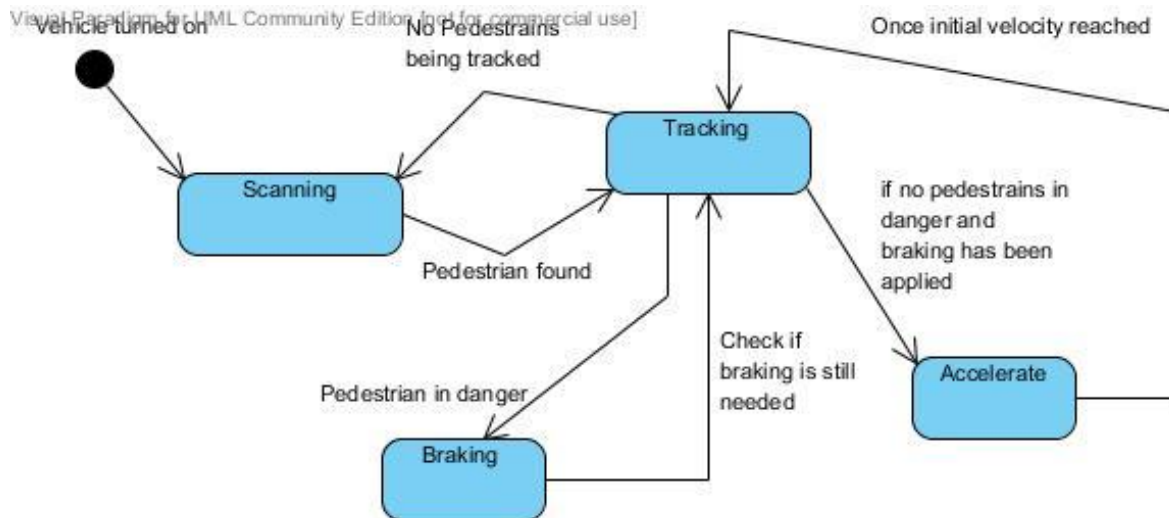 Visual Paradigm for UML Community Edition [not for commercial use]
Vehicle turned on
No Pedestrains
being tracked
Once initial velocity reached
Tracking
Scanning
if no pedestrains in
danger and
braking has been
applied
Pedestrian found
Check if
braking is still
needed
Accelerate
Pedestrian in danger
Braking